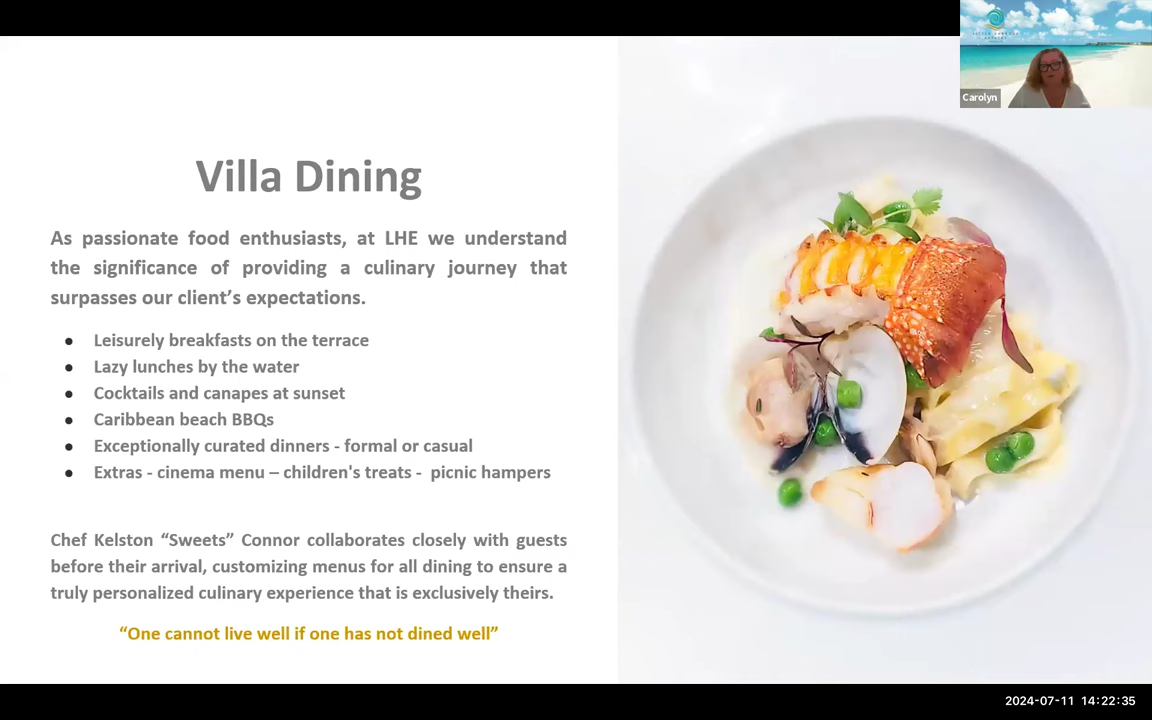 Villa Dining
As passionate food enthusiasts, at LHE we understand
the significance of providing a culinary journey that
surpasses our client’s expectations.
● Leisurely breakfasts on the terrace
● Lazy lunches by the water
● Cocktails and canapes at sunset
● Caribbean beach BBQs
● Exceptionally curated dinners - formal or casual
● Extras - cinema menu – children's treats -  picnic hampers
Chef Kelston “Sweets” Connor collaborates closely with guests
before their arrival, customizing menus for all dining to ensure a
truly personalized culinary experience that is exclusively theirs.
“One cannot live well if one has not dined well”
Carolyn
2024-07-11 14:22:35